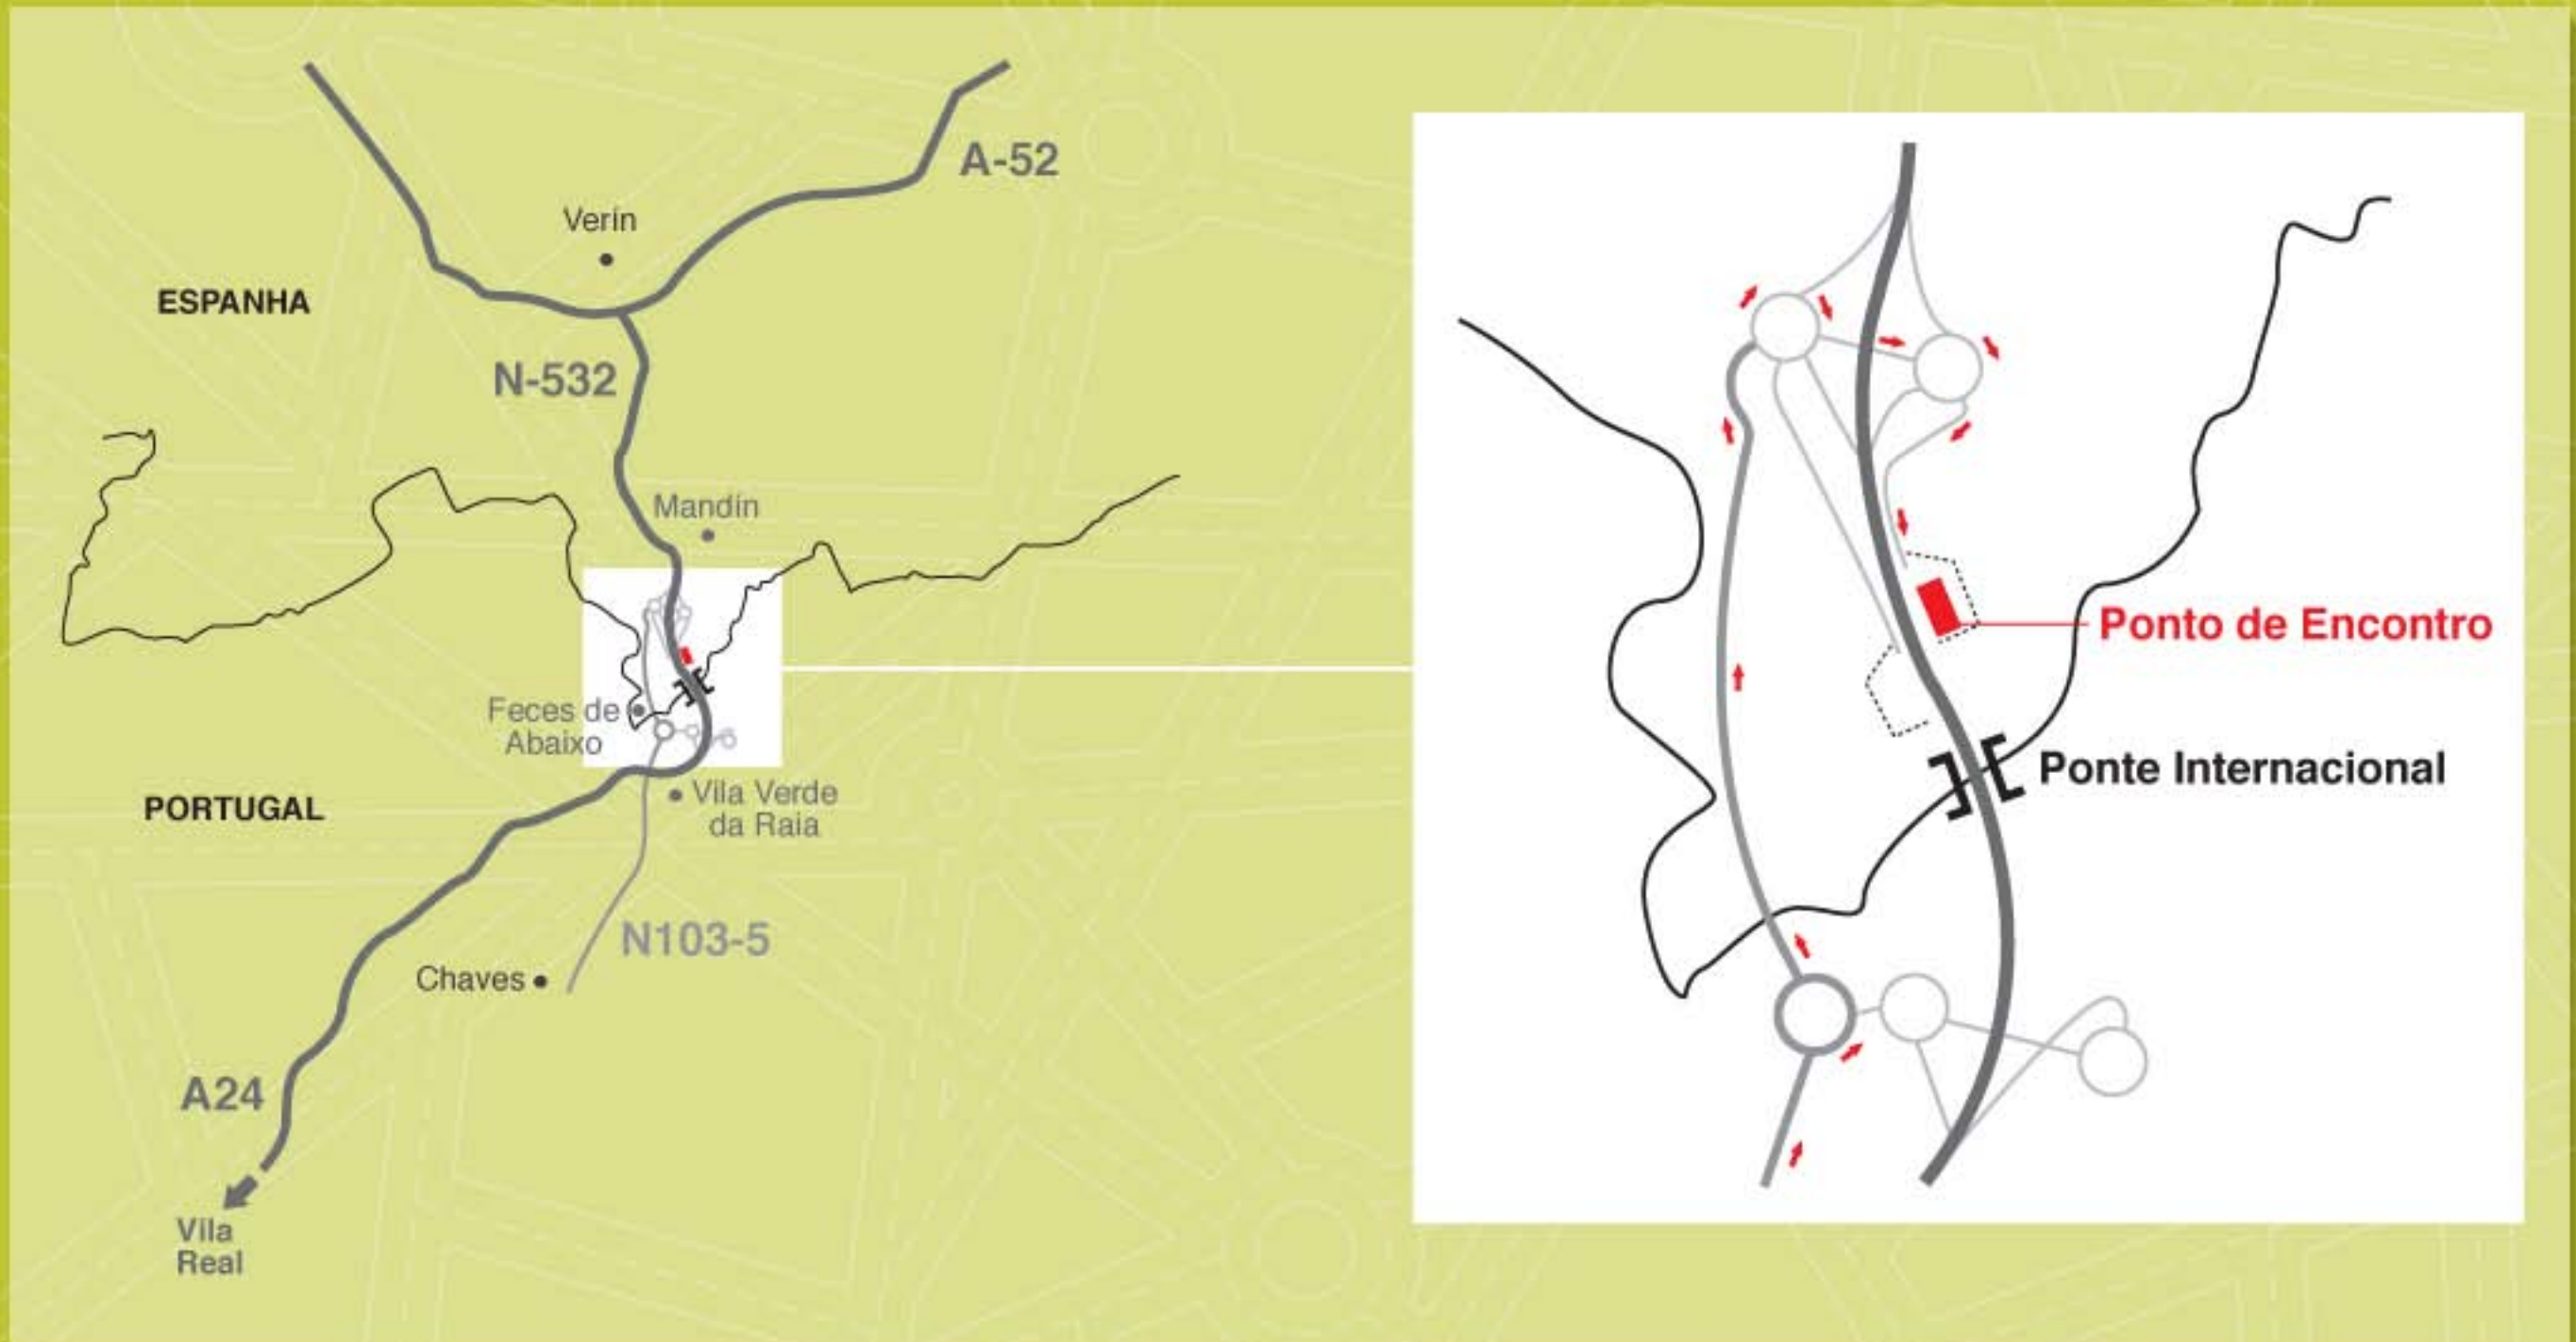 A-52
Verín
ESPANHA
N-532
Mandín
Feces de
Abaixo
PORTUGAL
Vila Verde
da Raia
N103-5
Chaves
A24
Vila
Real
Ponto de Encontro
Ponte Internacional